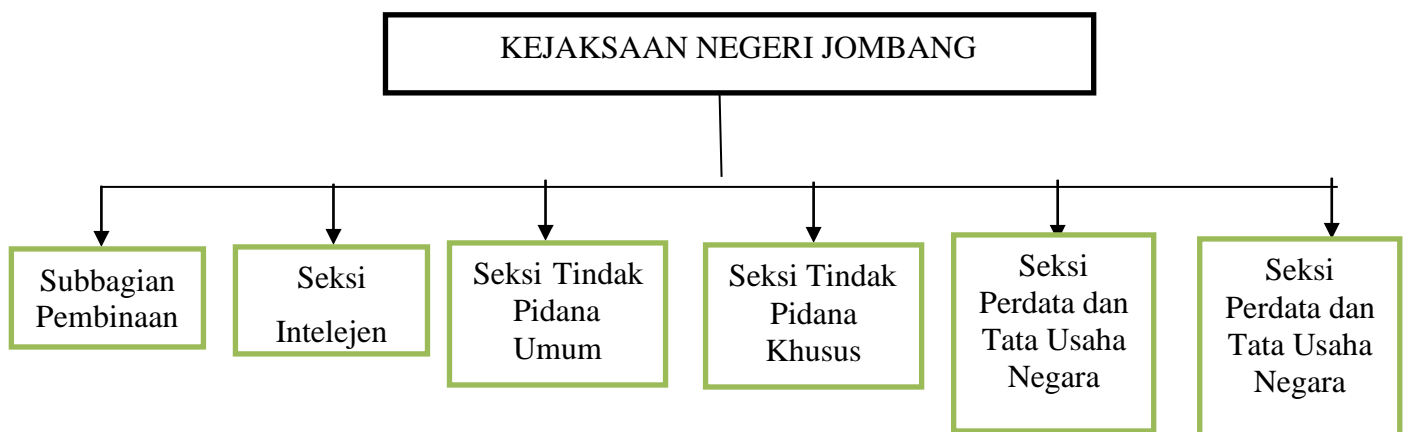 KEJAKSAAN NEGERI JOMBANG
Subbagian
Pembinaan
Seksi
Intelejen
Seksi Tindak
Pidana
Umum
Seksi Tindak
Pidana
Khusus
Seksi
Perdata dan
Tata Usaha
Negara
Seksi
Perdata dan
Tata Usaha
Negara